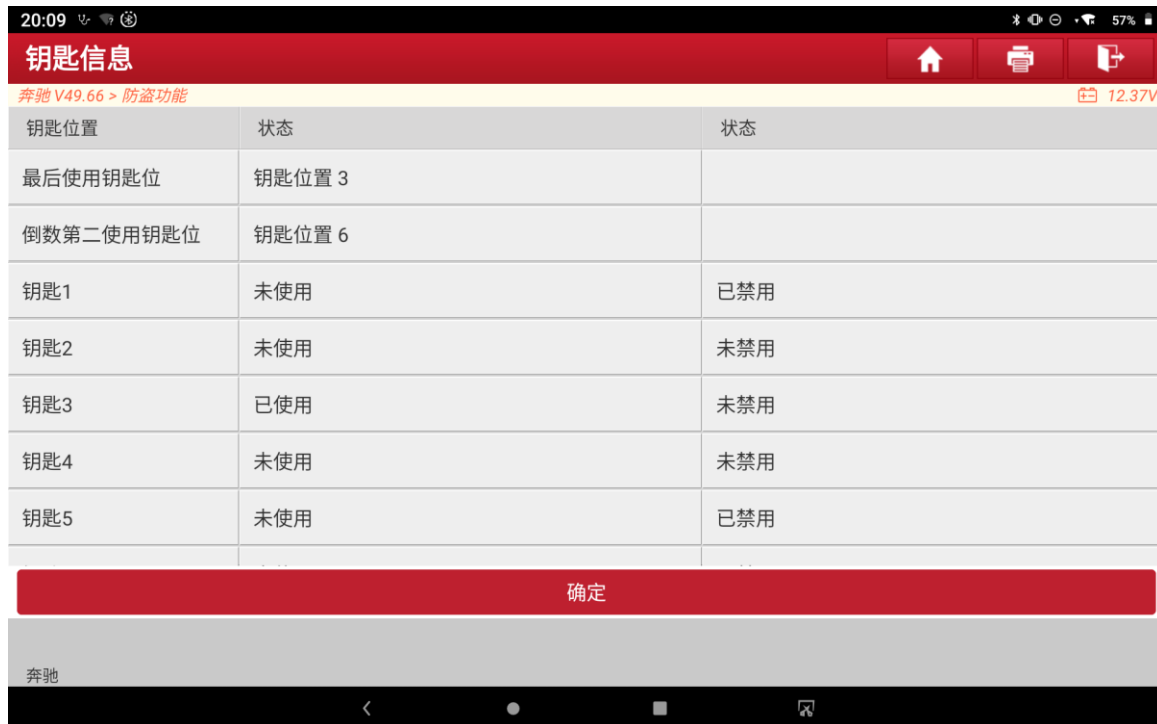 20:09
57%
钥匙信息
奔驰 V49.66 > 防盗功能
12.37V
钥匙位置 状态 状态
最后使用钥匙位 钥匙位置 3
倒数第二使用钥匙位 钥匙位置 6
钥匙1 未使用 已禁用
钥匙2 未使用 未禁用
钥匙3 已使用 未禁用
钥匙4 未使用 未禁用
钥匙5 未使用 已禁用
确定
奔驰